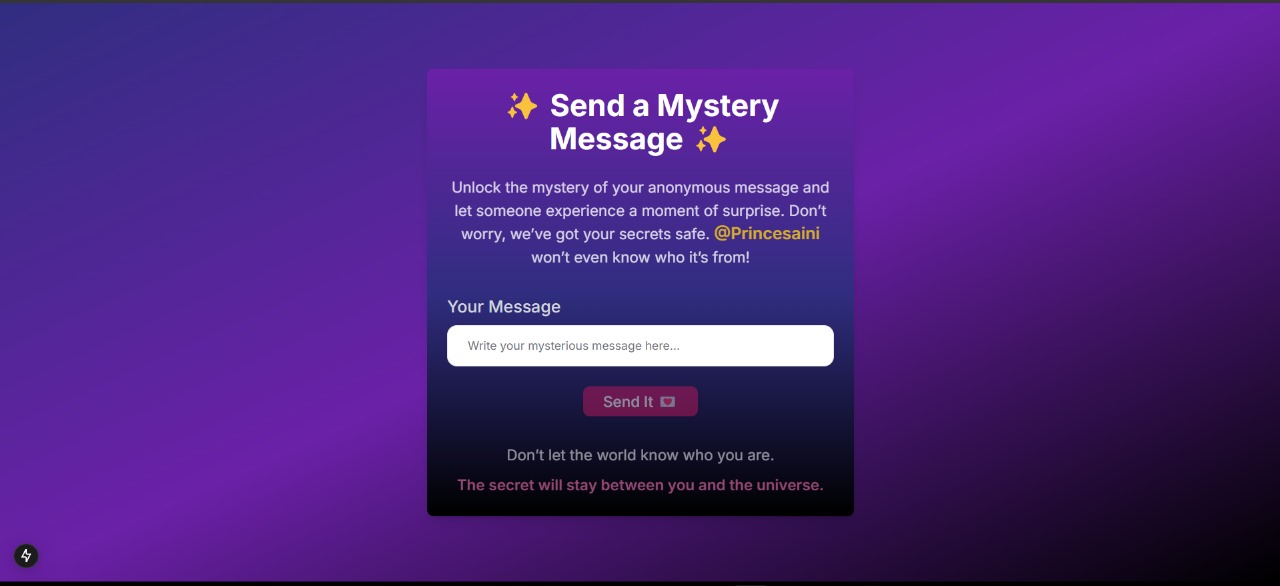 ✨ Send a Mystery
Message ✨
Unlock the mystery of your anonymous message and
let someone experience a moment of surprise. Don’t
worry, we’ve got your secrets safe. @Princesaini
won’t even know who it’s from!
Your Message
Write your mysterious message here...
Send It 💌
Don’t let the world know who you are.
The secret will stay between you and the universe.